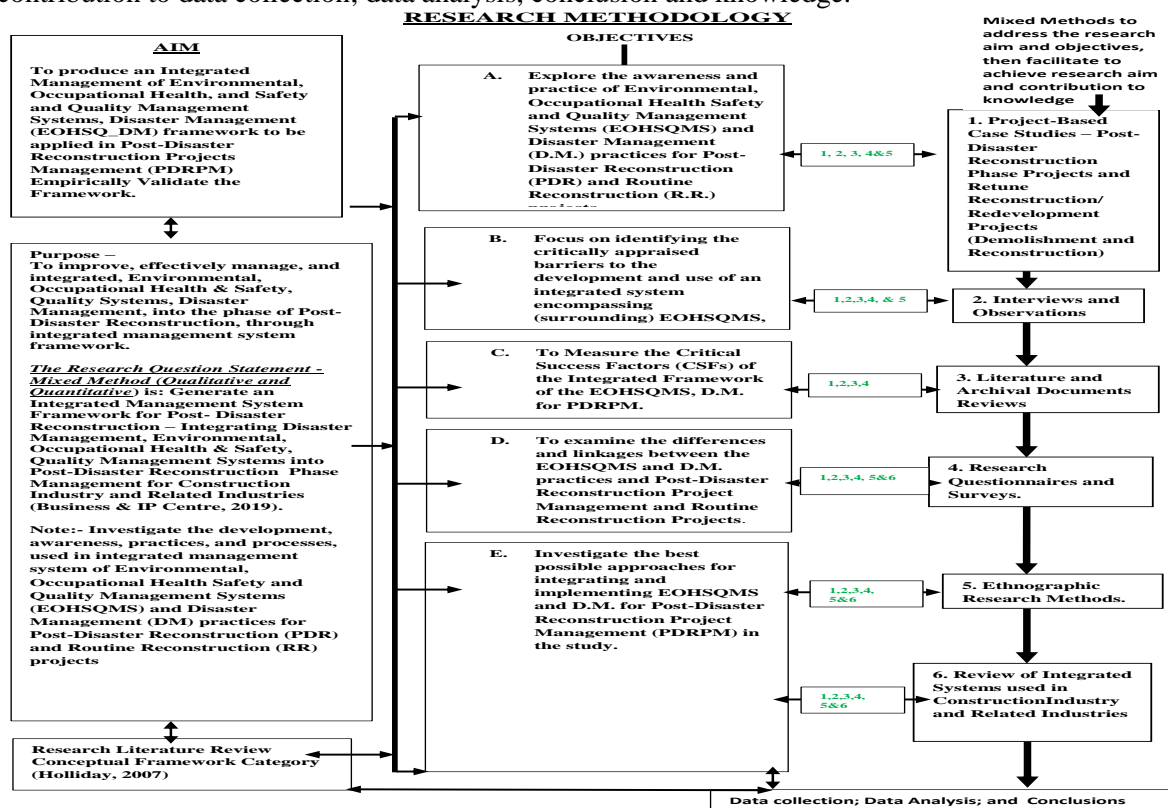 contribution to data collection, data analysis, conclusion and knowledge.
RESEARCH METHODOLOGY
AIM
To produce an Integrated
Management of Environmental,
Occupational Health, and Safety
and Quality Management
Systems, Disaster Management
(EOHSQ_DM) framework to be
applied in Post-Disaster
Reconstruction Projects
Management (PDRPM)
Empirically Validate the
Framework.
Purpose –
To improve, effectively manage, and
integrated, Environmental,
Occupational Health & Safety,
Quality Systems, Disaster
Management, into the phase of Post-
Disaster Reconstruction, through
integrated management system
framework.
The Research Question Statement -
Mixed Method (Qualitative and
Quantitative) is: Generate an
Integrated Management System
Framework for Post- Disaster
Reconstruction – Integrating Disaster
Management, Environmental,
Occupational Health & Safety,
Quality Management Systems into
Post-Disaster Reconstruction Phase
Management for Construction
Industry and Related Industries
(Business & IP Centre, 2019).
Note:- Investigate the development,
awareness, practices, and processes,
used in integrated management
system of Environmental,
Occupational Health Safety and
Quality Management Systems
(EOHSQMS) and Disaster
Management (DM) practices for
Post-Disaster Reconstruction (PDR)
and Routine Reconstruction (RR)
projects
Research Literature Review
Conceptual Framework Category
(Holliday, 2007)
OBJECTIVES
A. Explore the awareness and
practice of Environmental,
Occupational Health Safety
and Quality Management
Systems (EOHSQMS) and
Disaster Management
(D.M.) practices for Post-
Disaster Reconstruction
(PDR) and Routine
Reconstruction (R.R.)
B. Focus on identifying the
critically appraised
barriers to the
development and use of an
integrated system
encompassing
(surrounding) EOHSQMS,
C. To Measure the Critical
Success Factors (CSFs) of
the Integrated Framework
of the EOHSQMS, D.M.
for PDRPM.
D. To examine the differences
and linkages between the
EOHSQMS and D.M.
practices and Post-Disaster
Reconstruction Project
Management and Routine
Reconstruction Projects.
E. Investigate the best
possible approaches for
integrating and
implementing EOHSQMS
and D.M. for Post-Disaster
Reconstruction Project
Management (PDRPM) in
the study.
1, 2, 3, 4&5
1,2,3,4, & 5
1,2,3,4
1,2,3,4, 5&6
1,2,3,4,
5&6
1,2,3,4,
5&6
Mixed Methods to
address the research
aim and objectives,
then facilitate to
achieve research aim
and contribution to
knowledge
1. Project-Based
Case Studies – Post-
Disaster
Reconstruction
Phase Projects and
Retune
Reconstruction/
Redevelopment
Projects
(Demolishment and
Reconstruction)
2. Interviews and
Observations
3. Literature and
Archival Documents
Reviews
4. Research
Questionnaires and
Surveys.
5. Ethnographic
Research Methods.
6. Review of Integrated
Systems used in
ConstructionIndustry
and Related Industries
Data collection; Data Analysis; and Conclusions